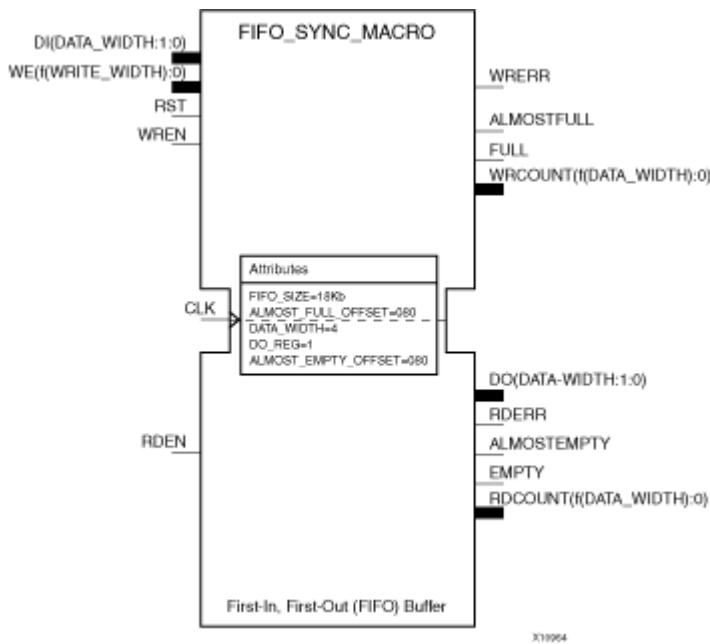 FIFO_SYNC_MACRO
DI(DATA_WIDTH:1:0)
WE(f(WRITE_WIDTH):0)
RST
WREN
WRERR
ALMOSTFULL
FULL
WRCOUNT(f(DATA_WIDTH):0)
CLK
Attributes
FIFO_SIZE=18Kb
ALMOST_FULL_OFFSET=080
DATA_WIDTH=4
DO_REG=1
ALMOST_EMPTY_OFFSET=080
RDEN
DO(DATA-WIDTH:1:0)
RDERR
ALMOSTEMPTY
EMPTY
RDCOUNT(f(DATA_WIDTH):0)
First-In, First-Out (FIFO) Buffer
X10964